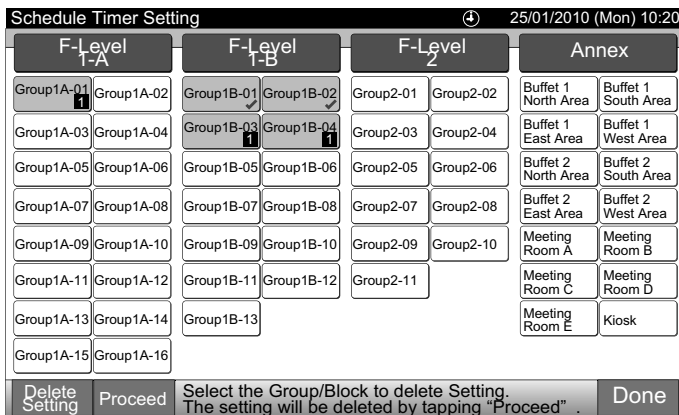 Schedule Timer Setting 25/01/2010 (Mon) 10:20
F-Level
1-A
F-Level
1-B
F-Level
2
Annex
Group1A-01 Group1A-02 Group1B-01 Group1B-02 Group2-01 Group2-02 Buffet 1 Buffet 1
1 North Area South Area
Group1A-03 Group1A-04 Group1B-03 Group1B-04 Group2-03 Group2-04 Buffet 1 Buffet 1
1 1 East Area West Area
Group1A-05 Group1A-06 Group1B-05 Group1B-06 Group2-05 Group2-06 Buffet 2 Buffet 2
North Area South Area
Group1A-07 Group1A-08 Group1B-07 Group1B-08 Group2-07 Group2-08 Buffet 2 Buffet 2
East Area West Area
Group1A-09 Group1A-10 Group1B-09 Group1B-10 Group2-09 Group2-10 Meeting Meeting
Room A Room B
Group1A-11 Group1A-12 Group1B-11 Group1B-12 Group2-11 Meeting Meeting
Room C Room D
Group1A-13 Group1A-14 Group1B-13 Meeting Kiosk
Room E
Group1A-15 Group1A-16
Delete
Setting
Proceed
Select the Group/Block to delete Setting.
The setting will be deleted by tapping “Proceed” .
Done